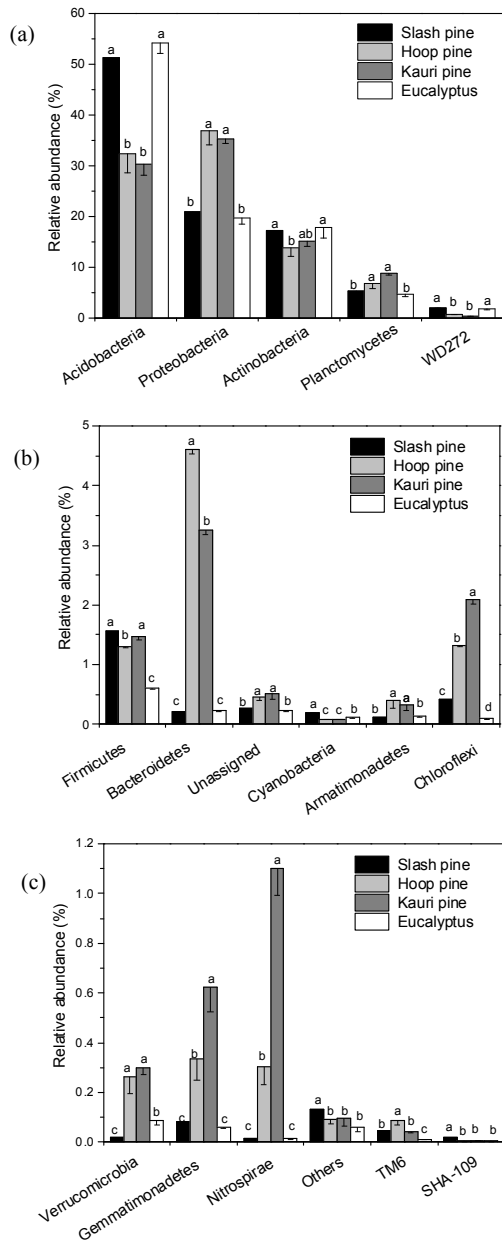 (a)
Relative abundance (%)
60
50
40
30
20
10
0
Slash pine
Hoop pine
Kauri pine
Eucalyptus
a b b a
b a a b
a b ab a
b a a b
a b b a
Acidobacteria
Proteobacteria
Actinobacteria
Planctomycetes
WD272
(b)
Relative abundance (%)
5
4
3
2
1
0
Slash pine
Hoop pine
Kauri pine
Eucalyptus
a b a c
c a b c
b a a b
a c c b
b a a b
c b a d
Firmicutes
Bacteroidetes
Unassigned
Cyanobacteria
Armatimonadetes
Chloroflexi
(c)
Relative abundance (%)
1.2
1.0
0.8
0.6
0.4
0.2
0.0
Slash pine
Hoop pine
Kauri pine
Eucalyptus
c a a b
c b a c
c b a c
a b b b
b a b c
a b b b
Verrucomicrobia
Gemmatimonadetes
Nitrospirae
Others
TM6
SHA-109